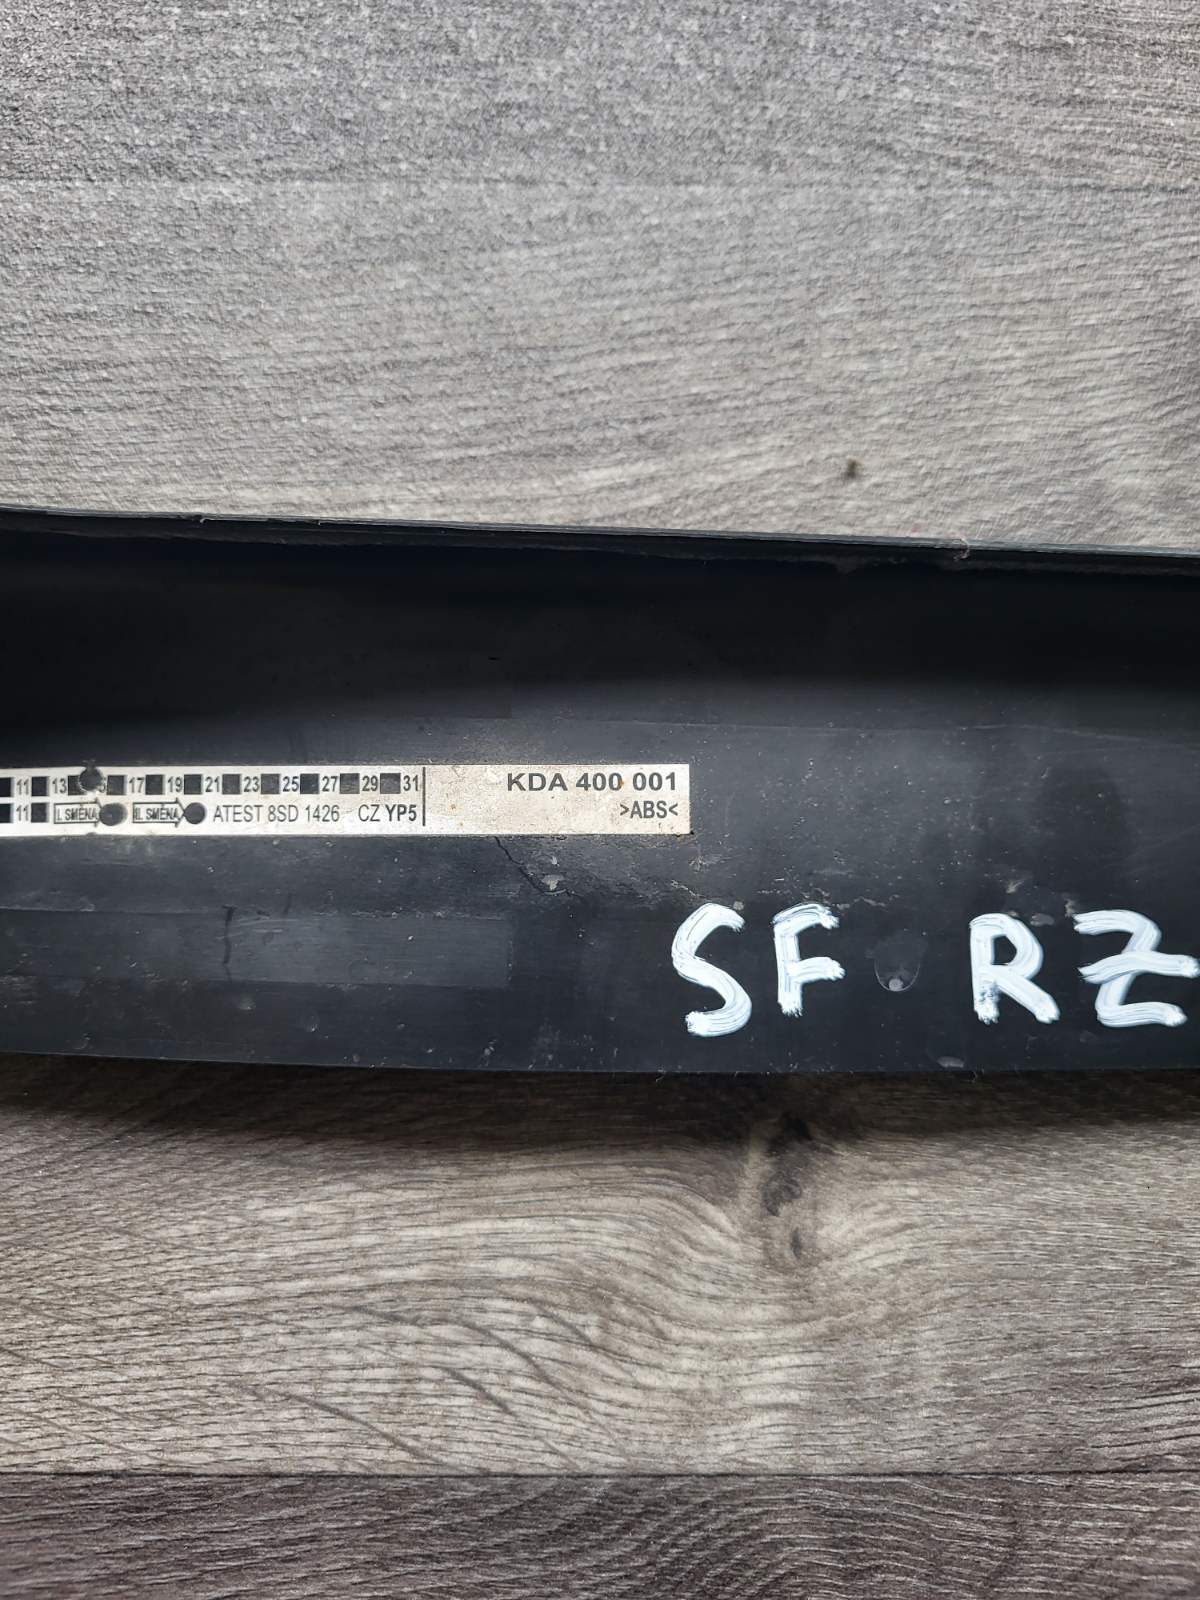 11 13 17 19 21 23 25 27 29 31
11 I. SMĚNA II. SMĚNA ATEST 8SD 1426 CZ YP5
KDA 400 001
>ABS<
SF RZ